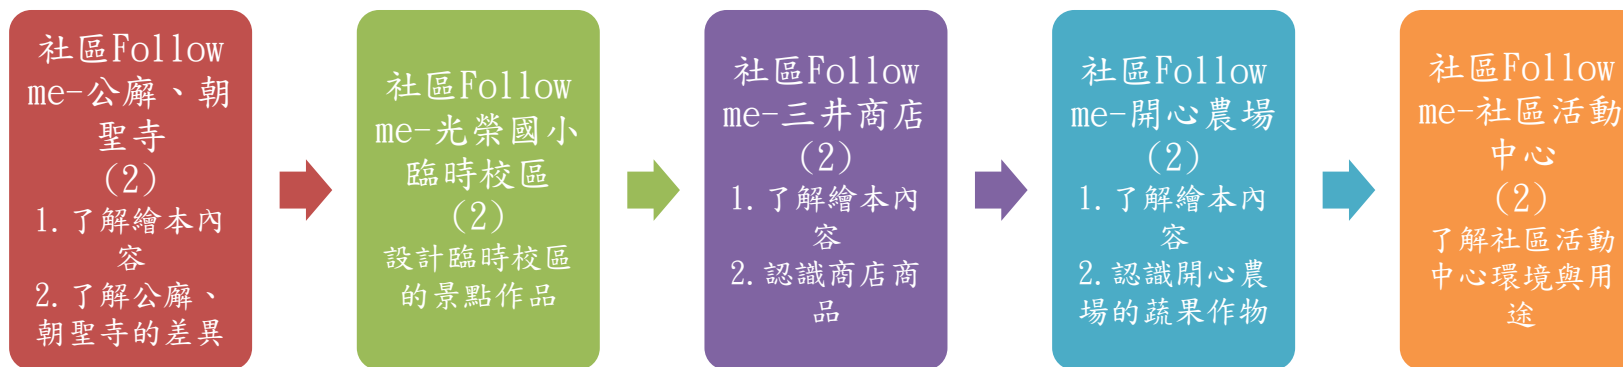 社區Follow
me-公廨、朝
聖寺
(2)
1.了解繪本內
容
2.了解公廨、
朝聖寺的差異
社區Follow
me-光榮國小
臨時校區
(2)
設計臨時校區
的景點作品
社區Follow
me-三井商店
(2)
1.了解繪本內
容
2.認識商店商
品
社區Follow
me-開心農場
(2)
1.了解繪本內
容
2.認識開心農
場的蔬果作物
社區Follow
me-社區活動
中心
(2)
了解社區活動
中心環境與用
途